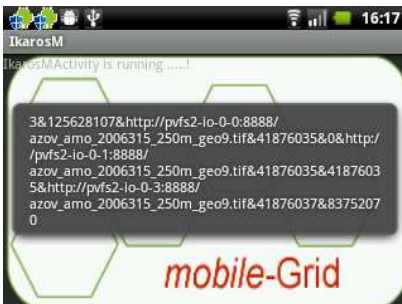 16:17
IkarosM
IkarosMActivity is running .....!
3&125628107&http://pvfs2-io-0-0:8888/
azov_amo_2006315_250m_geo9.tif&41876035&0&http:/
/pvfs2-io-0-1:8888/
azov_amo_2006315_250m_geo9.tif&41876035&4187603
5&http://pvfs2-io-0-3:8888/
azov_amo_2006315_250m_geo9.tif&41876037&8375207
0
mobile-Grid